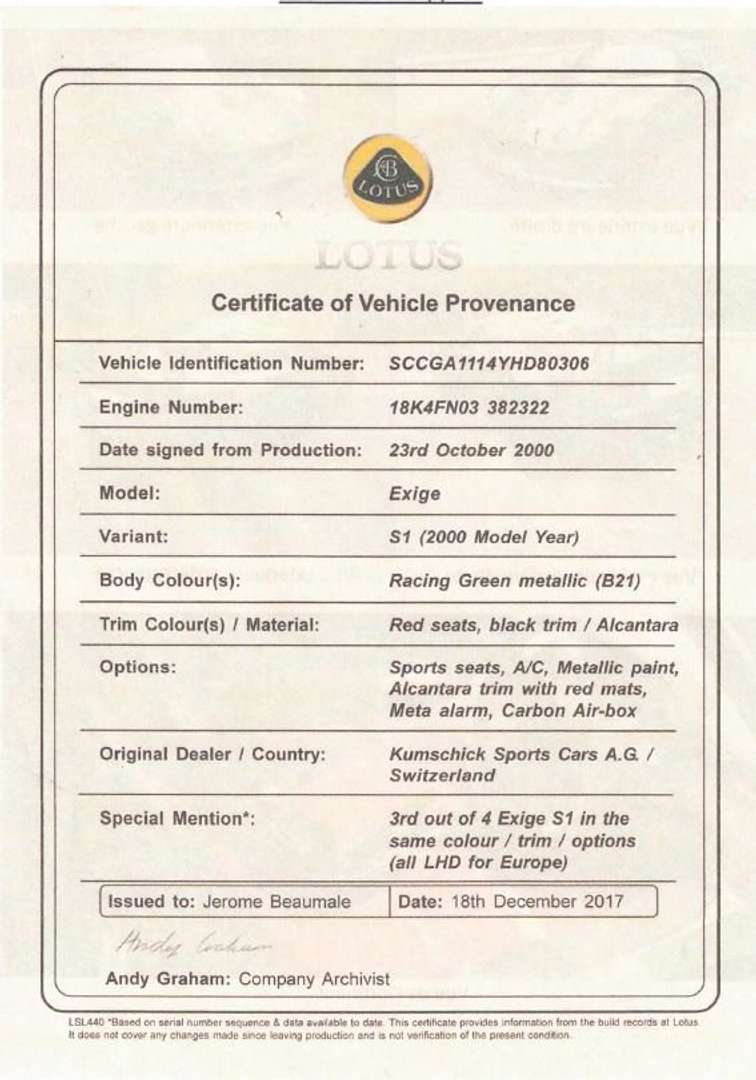 LOTUS
LOTUS
Certificate of Vehicle Provenance
Vehicle Identification Number: SCCGA1114YHD80306
Engine Number: 18K4FN03 382322
Date signed from Production: 23rd October 2000
Model: Exige
Variant: S1 (2000 Model Year)
Body Colour(s): Racing Green metallic (B21)
Trim Colour(s) / Material: Red seats, black trim / Alcantara
Options: Sports seats, A/C, Metallic paint,
Alcantara trim with red mats,
Meta alarm, Carbon Air-box
Original Dealer / Country: Kumschick Sports Cars A.G. /
Switzerland
Special Mention*: 3rd out of 4 Exige S1 in the
same colour / trim / options
(all LHD for Europe)
Issued to: Jerome Beaumale Date: 18th December 2017
Andy Graham
Andy Graham: Company Archivist
LSL440 *Based on serial number sequence & data available to date. This certificate provides information from the build records at Lotus.
It does not cover any changes made since leaving production and is not verification of the present condition.